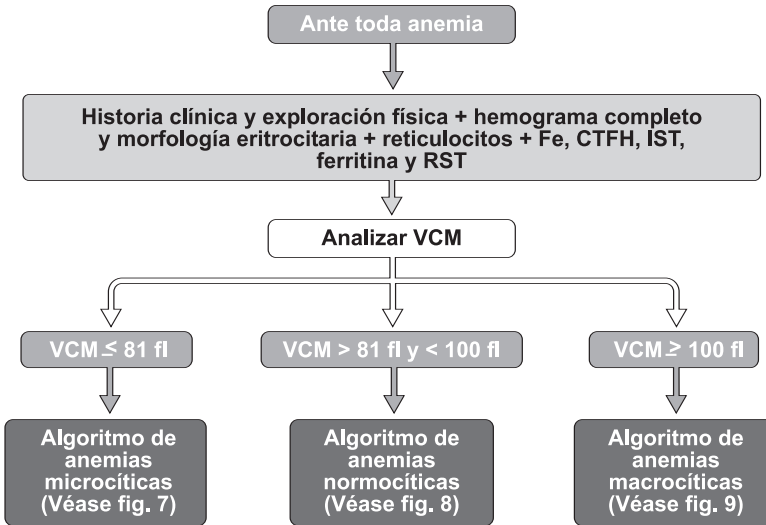 Ante toda anemia
Historia clínica y exploración física + hemograma completo
y morfología eritrocitaria + reticulocitos + Fe, CTFH, IST,
ferritina y RST
Analizar VCM
VCM ≤ 81 fl
VCM > 81 fl y < 100 fl
VCM ≥ 100 fl
Algoritmo de
anemias
microcíticas
(Véase fig. 7)
Algoritmo de
anemias
normocíticas
(Véase fig. 8)
Algoritmo de
anemias
macrocíticas
(Véase fig. 9)